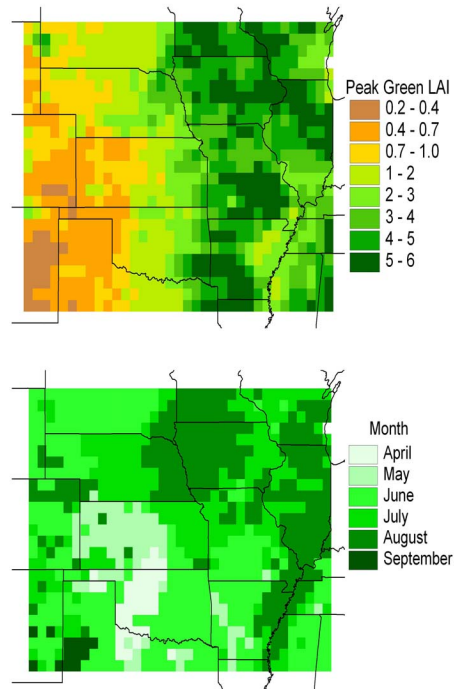 Peak Green LAI
0.2 - 0.4
0.4 - 0.7
0.7 - 1.0
1 - 2
2 - 3
3 - 4
4 - 5
5 - 6
Month
April
May
June
July
August
September